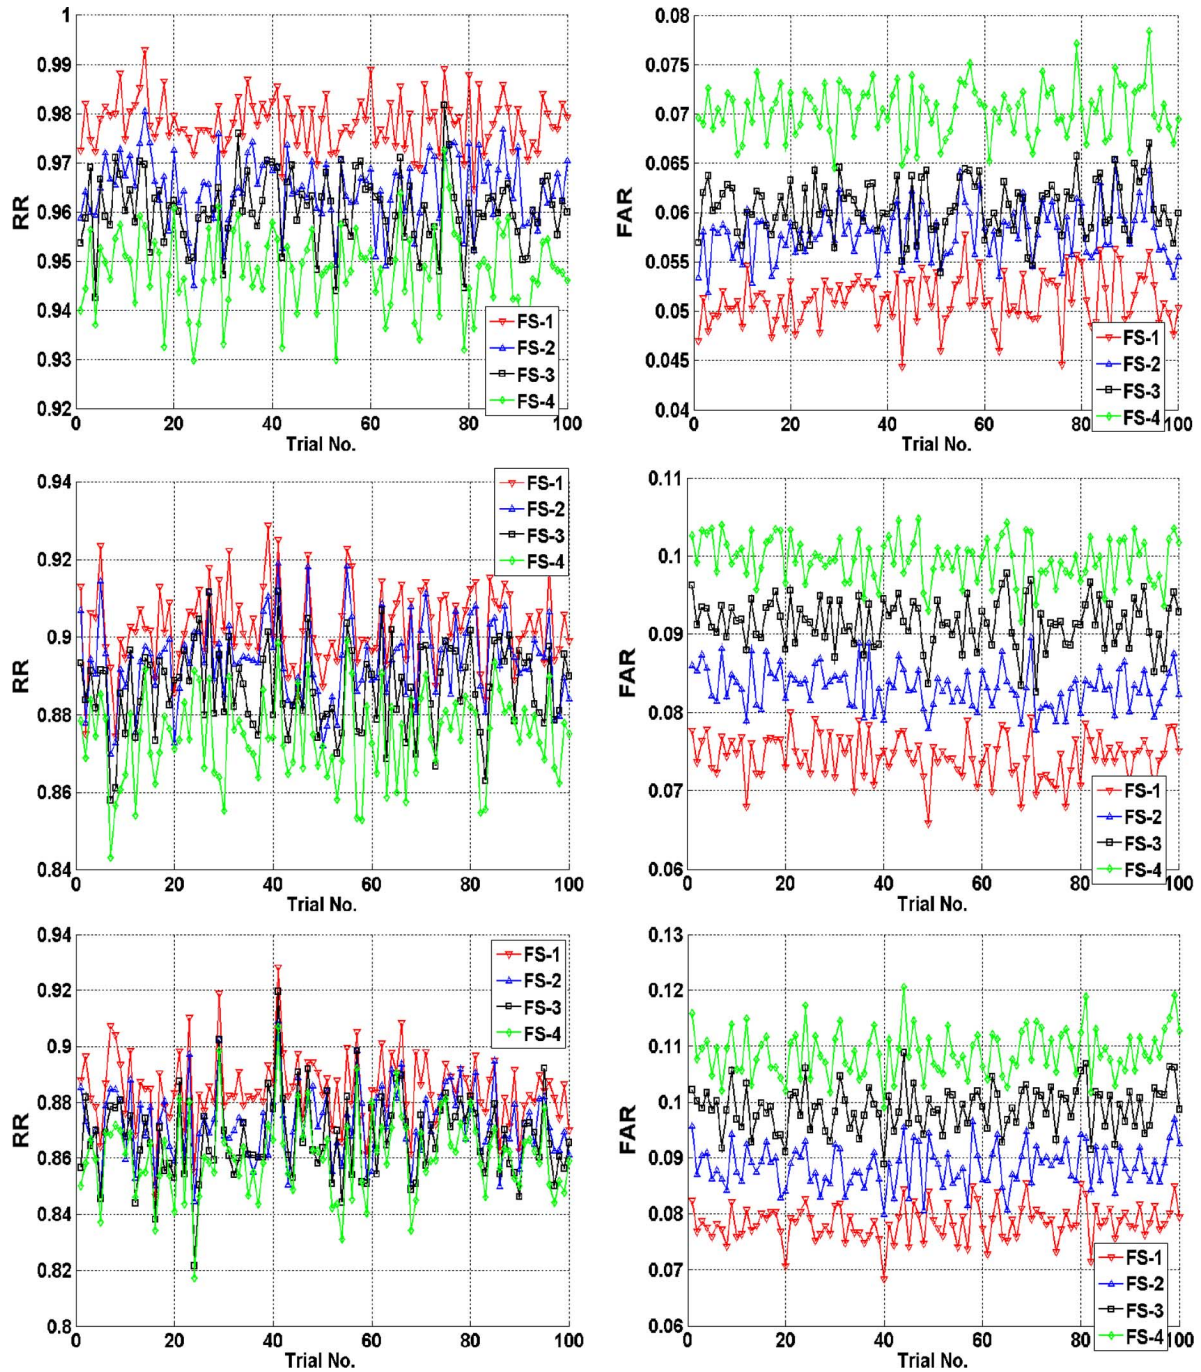 1
0.99
0.98
0.97
0.96
0.95
0.94
0.93
0.92
RR
0 20 40 60 80 100
Trial No.
FS-1
FS-2
FS-3
FS-4
0.08
0.075
0.07
0.065
0.06
0.055
0.05
0.045
0.04
FAR
0 20 40 60 80 100
Trial No.
FS-1
FS-2
FS-3
FS-4
0.94
0.92
0.9
0.88
0.86
0.84
RR
0 20 40 60 80 100
Trial No.
FS-1
FS-2
FS-3
FS-4
0.11
0.1
0.09
0.08
0.07
0.06
FAR
0 20 40 60 80 100
Trial No.
FS-1
FS-2
FS-3
FS-4
0.94
0.92
0.9
0.88
0.86
0.84
0.82
0.8
RR
0 20 40 60 80 100
Trial No.
FS-1
FS-2
FS-3
FS-4
0.13
0.12
0.11
0.1
0.09
0.08
0.07
0.06
FAR
0 20 40 60 80 100
Trial No.
FS-1
FS-2
FS-3
FS-4